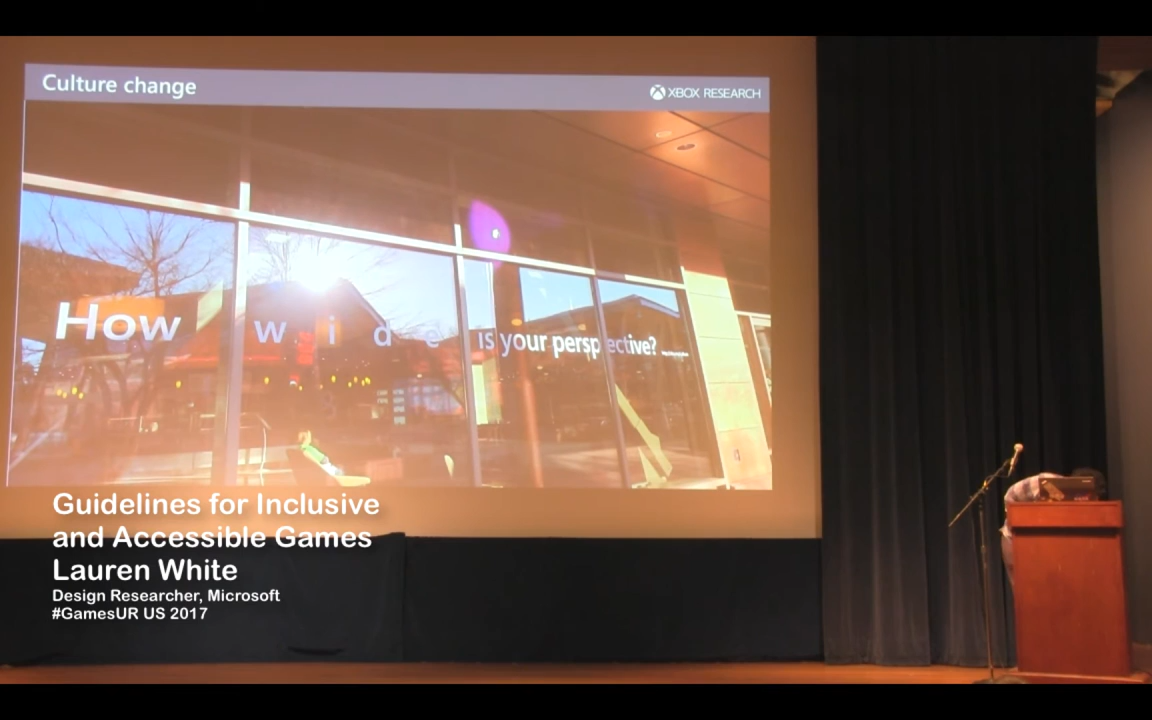 Culture change
XBOX RESEARCH
How wide is your perspective?
Guidelines for Inclusive
and Accessible Games
Lauren White
Design Researcher, Microsoft
#GamesUR US 2017